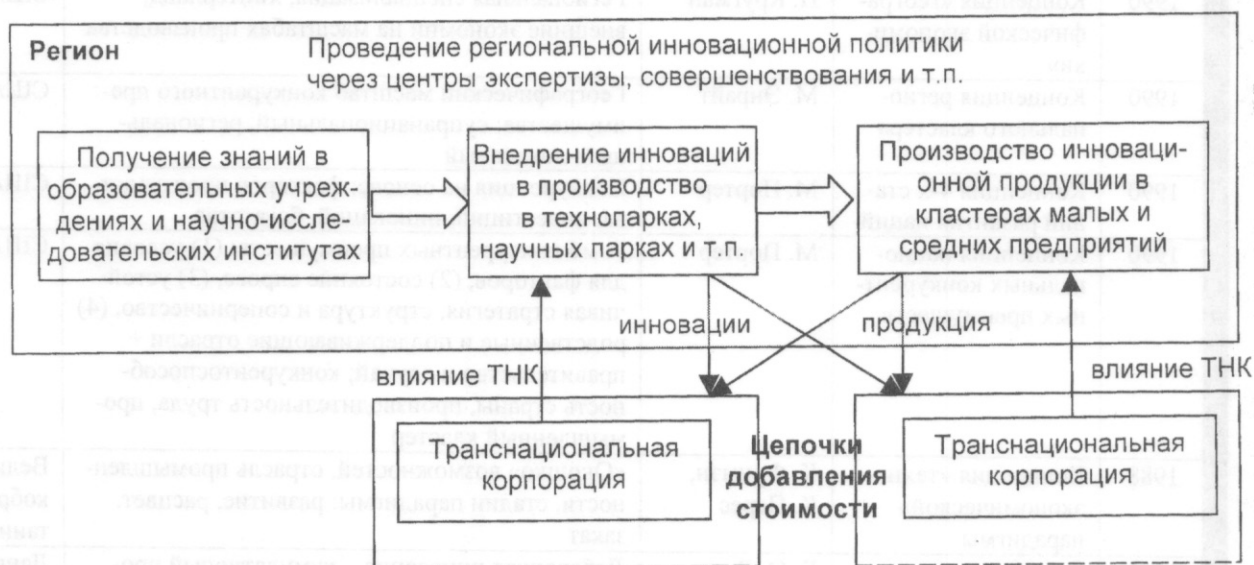 Регион
Проведение региональной инновационной политики
через центры экспертизы, совершенствования и т.п.
Получение знаний в
образовательных учреж-
дениях и научно-иссле-
довательских институтах
Внедрение инноваций
в производство
в технопарках,
научных парках и т.п.
Производство инноваци-
онной продукции в
кластерах малых и
средних предприятий
инновации
продукция
влияние ТНК
влияние ТНК
Транснациональная
корпорация
Цепочки
добавления
стоимости
Транснациональная
корпорация